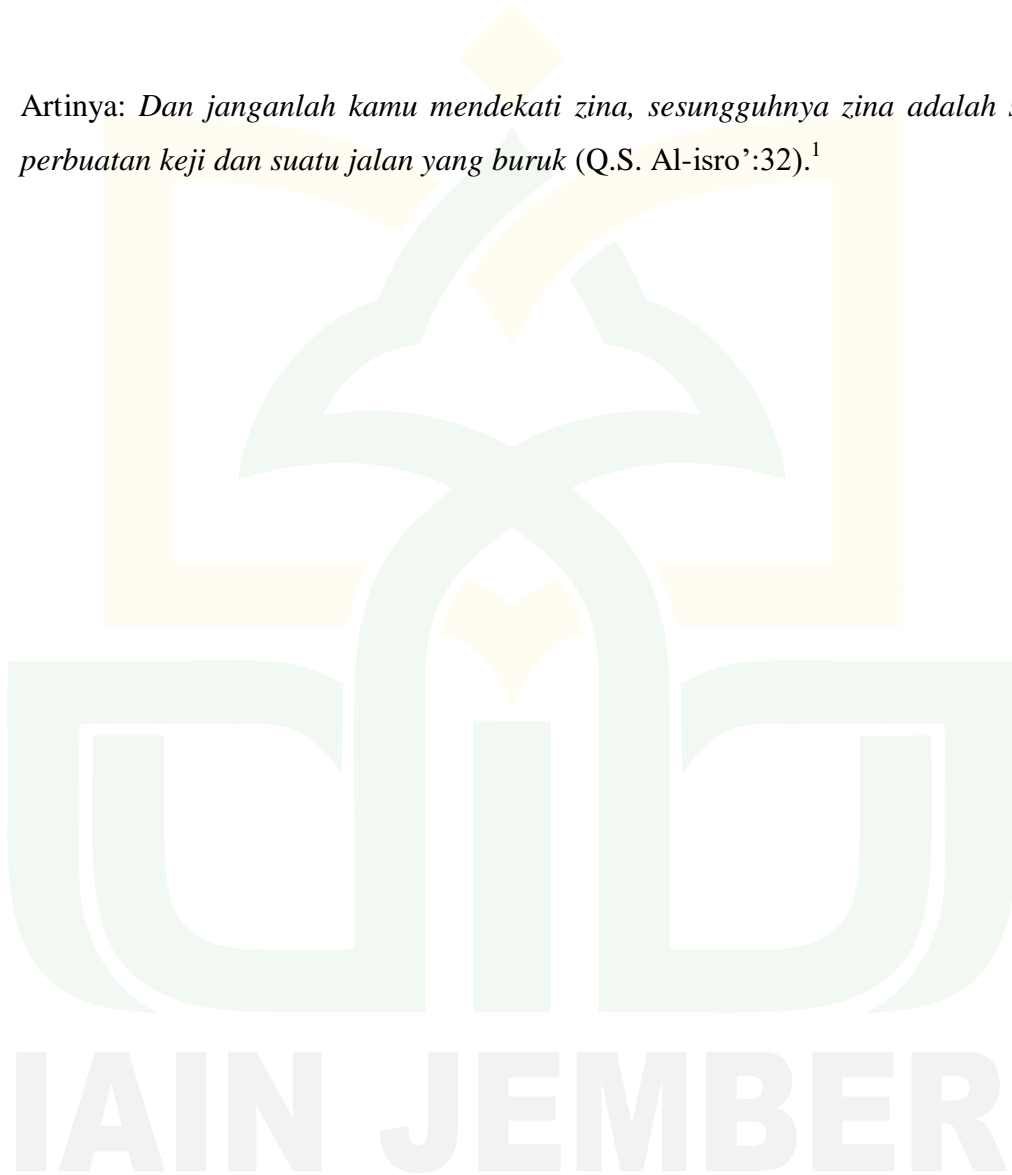 Artinya: Dan janganlah kamu mendekati zina, sesungguhnya zina adalah
perbuatan keji dan suatu jalan yang buruk (Q.S. Al-isro’:32).¹
IAIN JEMBER